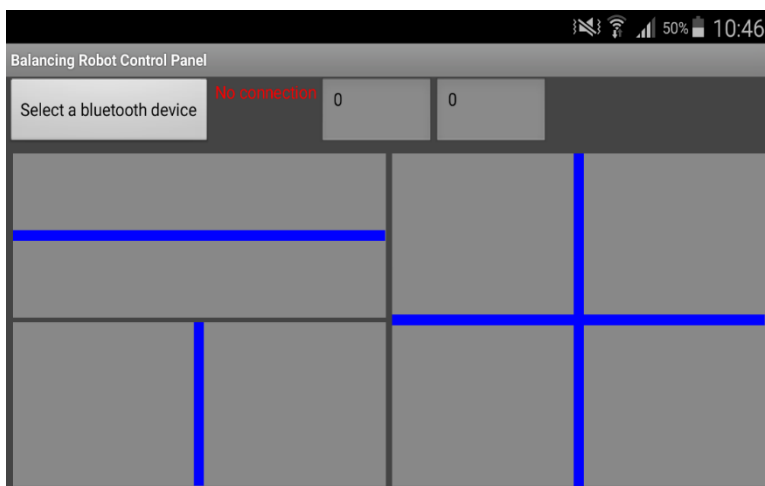 50% 10:46
Balancing Robot Control Panel
Select a bluetooth device No connection 0 0